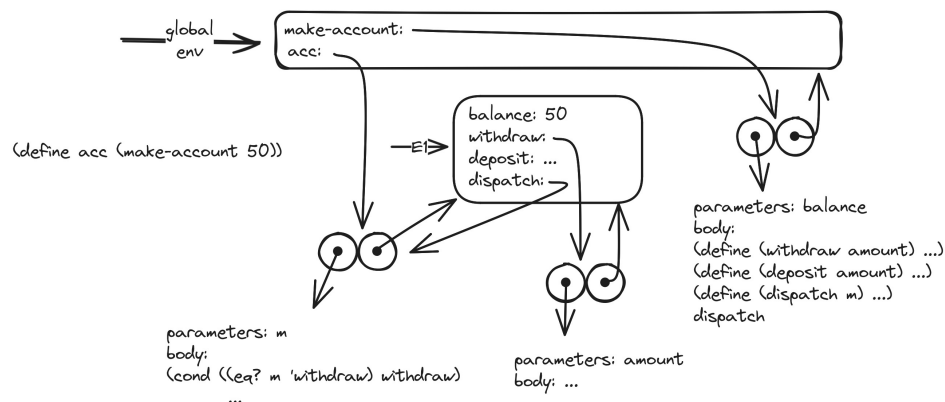 global
env
make-account:
acc:
(define acc (make-account 50))
E1
balance: 50
withdraw:
deposit: ...
dispatch:
parameters: balance
body:
(define (withdraw amount) ...)
(define (deposit amount) ...)
(define (dispatch m) ...)
dispatch
parameters: m
body:
(cond ((eq? m 'withdraw) withdraw)
...
parameters: amount
body: ...